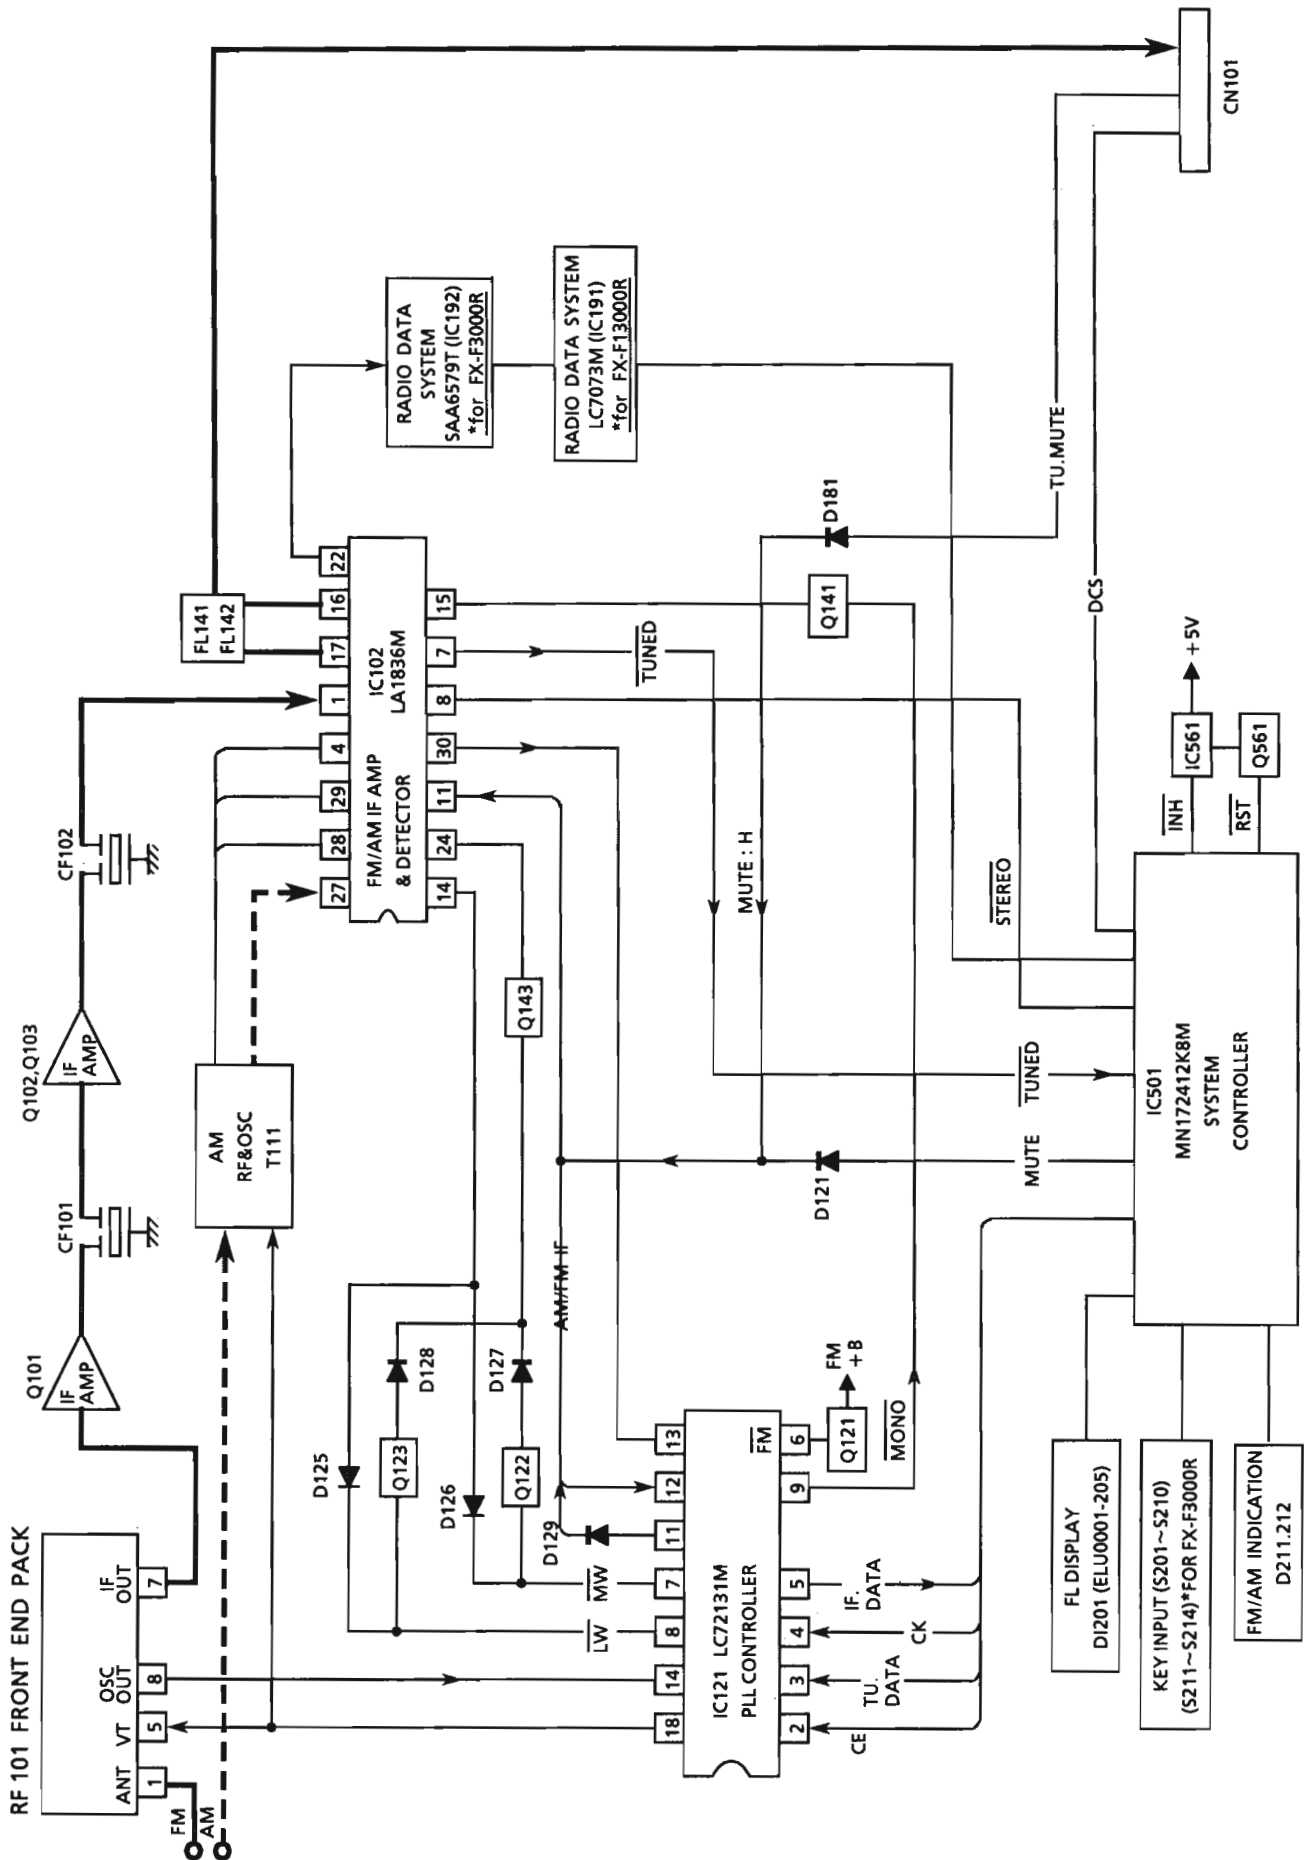 RF 101 FRONT END PACK
ANT
VT
OSC
OUT
IF
OUT
1
5
8
7
FM
AM
Q101
IF
AMP
CF101
Q102,Q103
IF
AMP
CF102
AM
RF&OSC
T111
FL141
FL142
27
28
29
4
1
17
16
22
FM/AM IF AMP
& DETECTOR
IC102
LA1836M
14
24
11
30
8
7
15
RADIO DATA
SYSTEM
SAA6579T (IC192)
*for FX-F3000R
RADIO DATA SYSTEM
LC7073M (IC191)
*for FX-F13000R
CN101
D125
D128
Q123
D126
D127
Q122
Q143
D129
AM/FM IF
LW
MW
18
14
8
7
11
12
13
IC121 LC72131M
PLL CONTROLLER
FM
2
3
4
5
9
6
CE
TU.
DATA
CK
IF.
DATA
Q121
FM
+B
MONO
D121
MUTE
MUTE : H
TUNED
TUNED
STEREO
Q141
D181
TU.MUTE
DCS
IC501
MN172412K8M
SYSTEM
CONTROLLER
INH
RST
IC561
Q561
+5V
FL DISPLAY
DI201 (ELU0001-205)
KEY INPUT (S201~S210)
(S211~S214)*FOR FX-F3000R
FM/AM INDICATION
D211.212